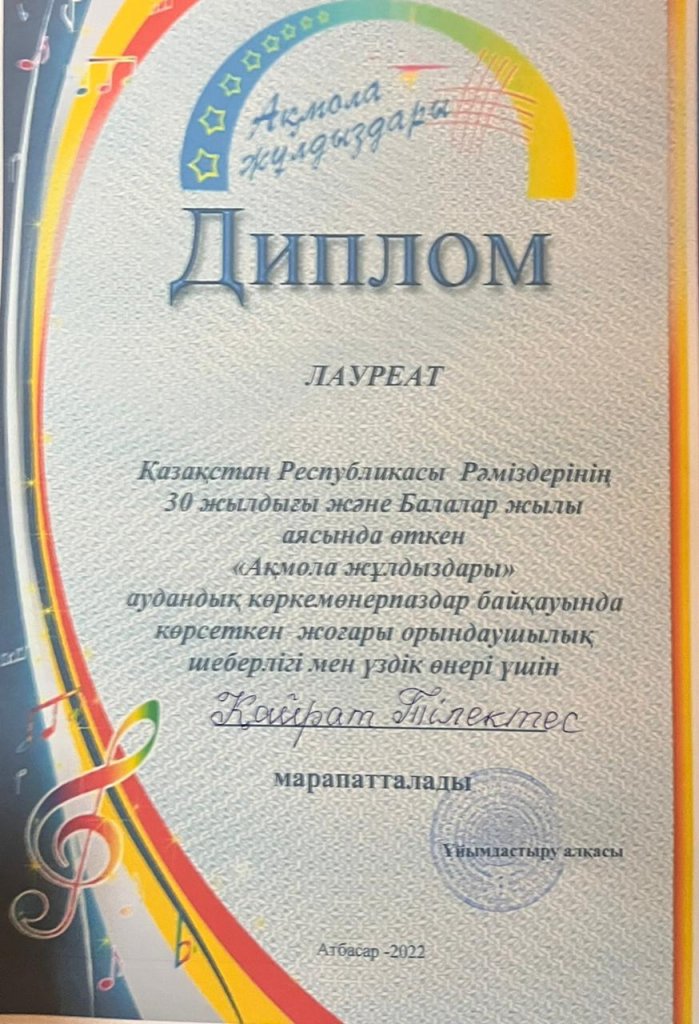 Ақмола
жұлдыздары
Диплом
ЛАУРЕАТ
Қазақстан Республикасы Рәміздерінің
30 жылдығы және Балалар жылы
аясында өткен
«Ақмола жұлдыздары»
аудандық көркемөнерпаздар байқауында
көрсеткен жоғары орындаушылық
шеберлігі мен үздік өнері үшін
Қайрат Тілектес
марапатталады
Ұйымдастыру алқасы
Атбасар -2022